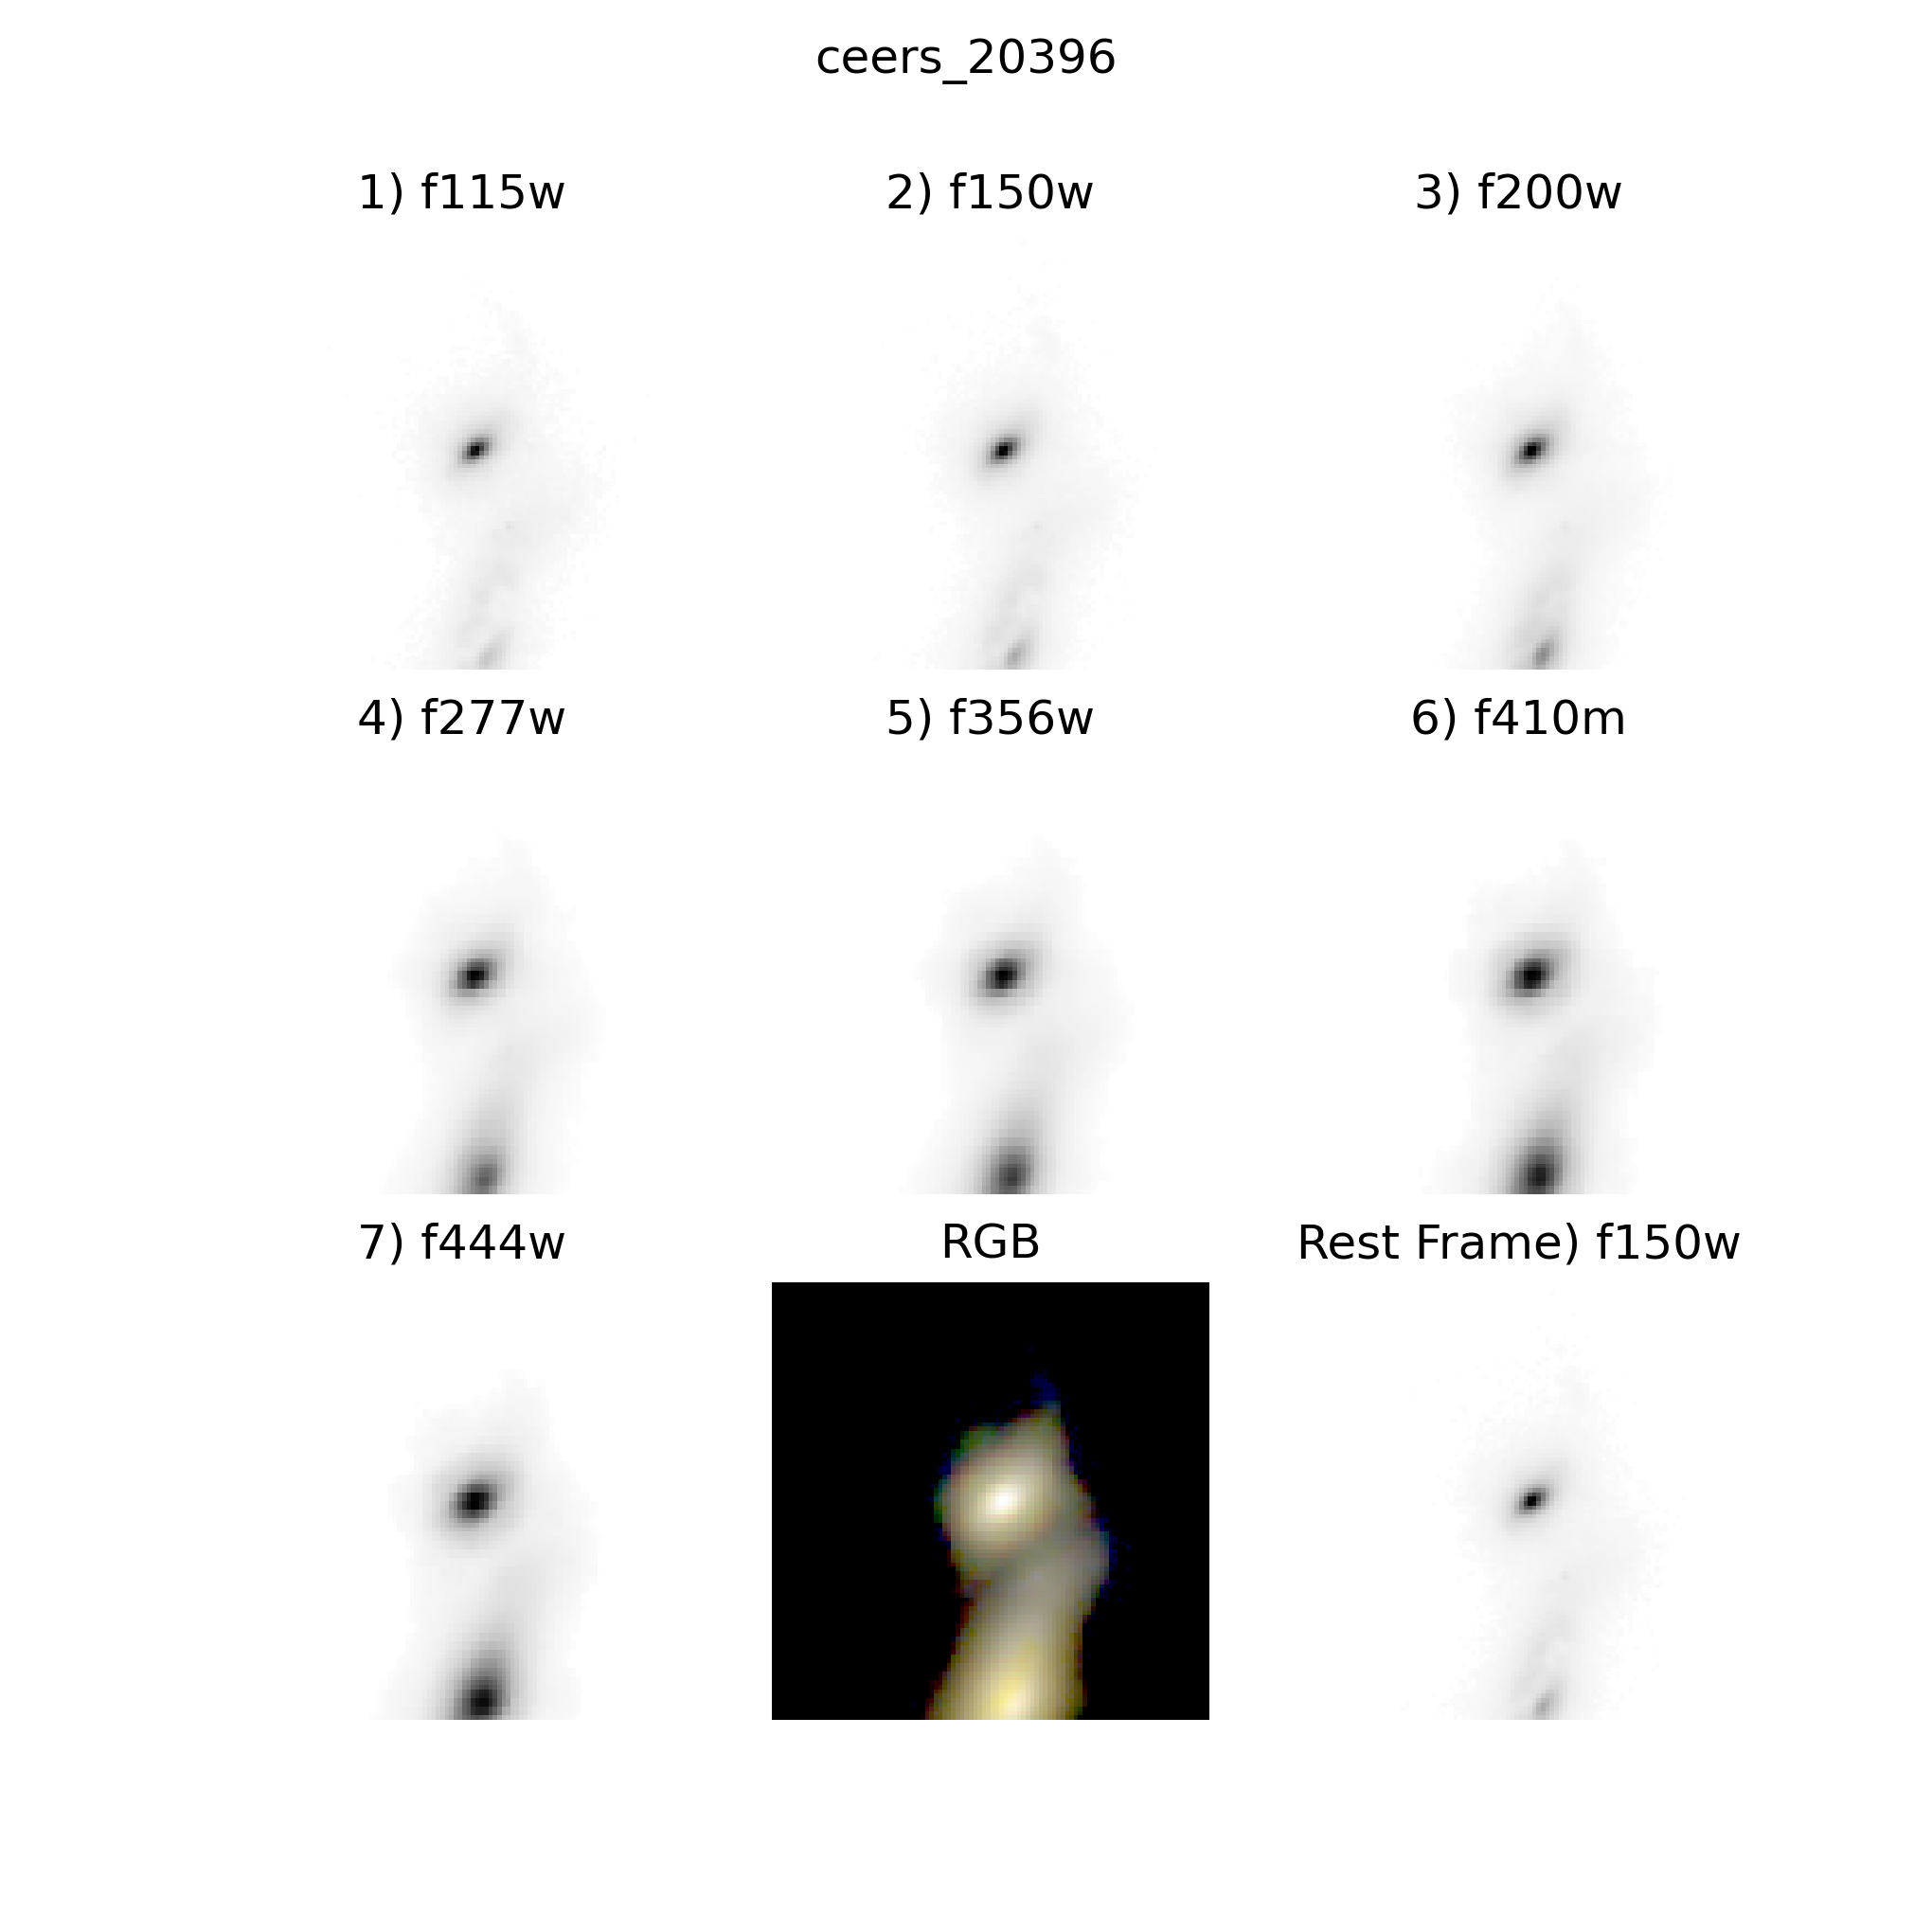 ceers_20396
1) f115w
2) f150w
3) f200w
4) f277w
5) f356w
6) f410m
7) f444w
RGB
Rest Frame) f150w